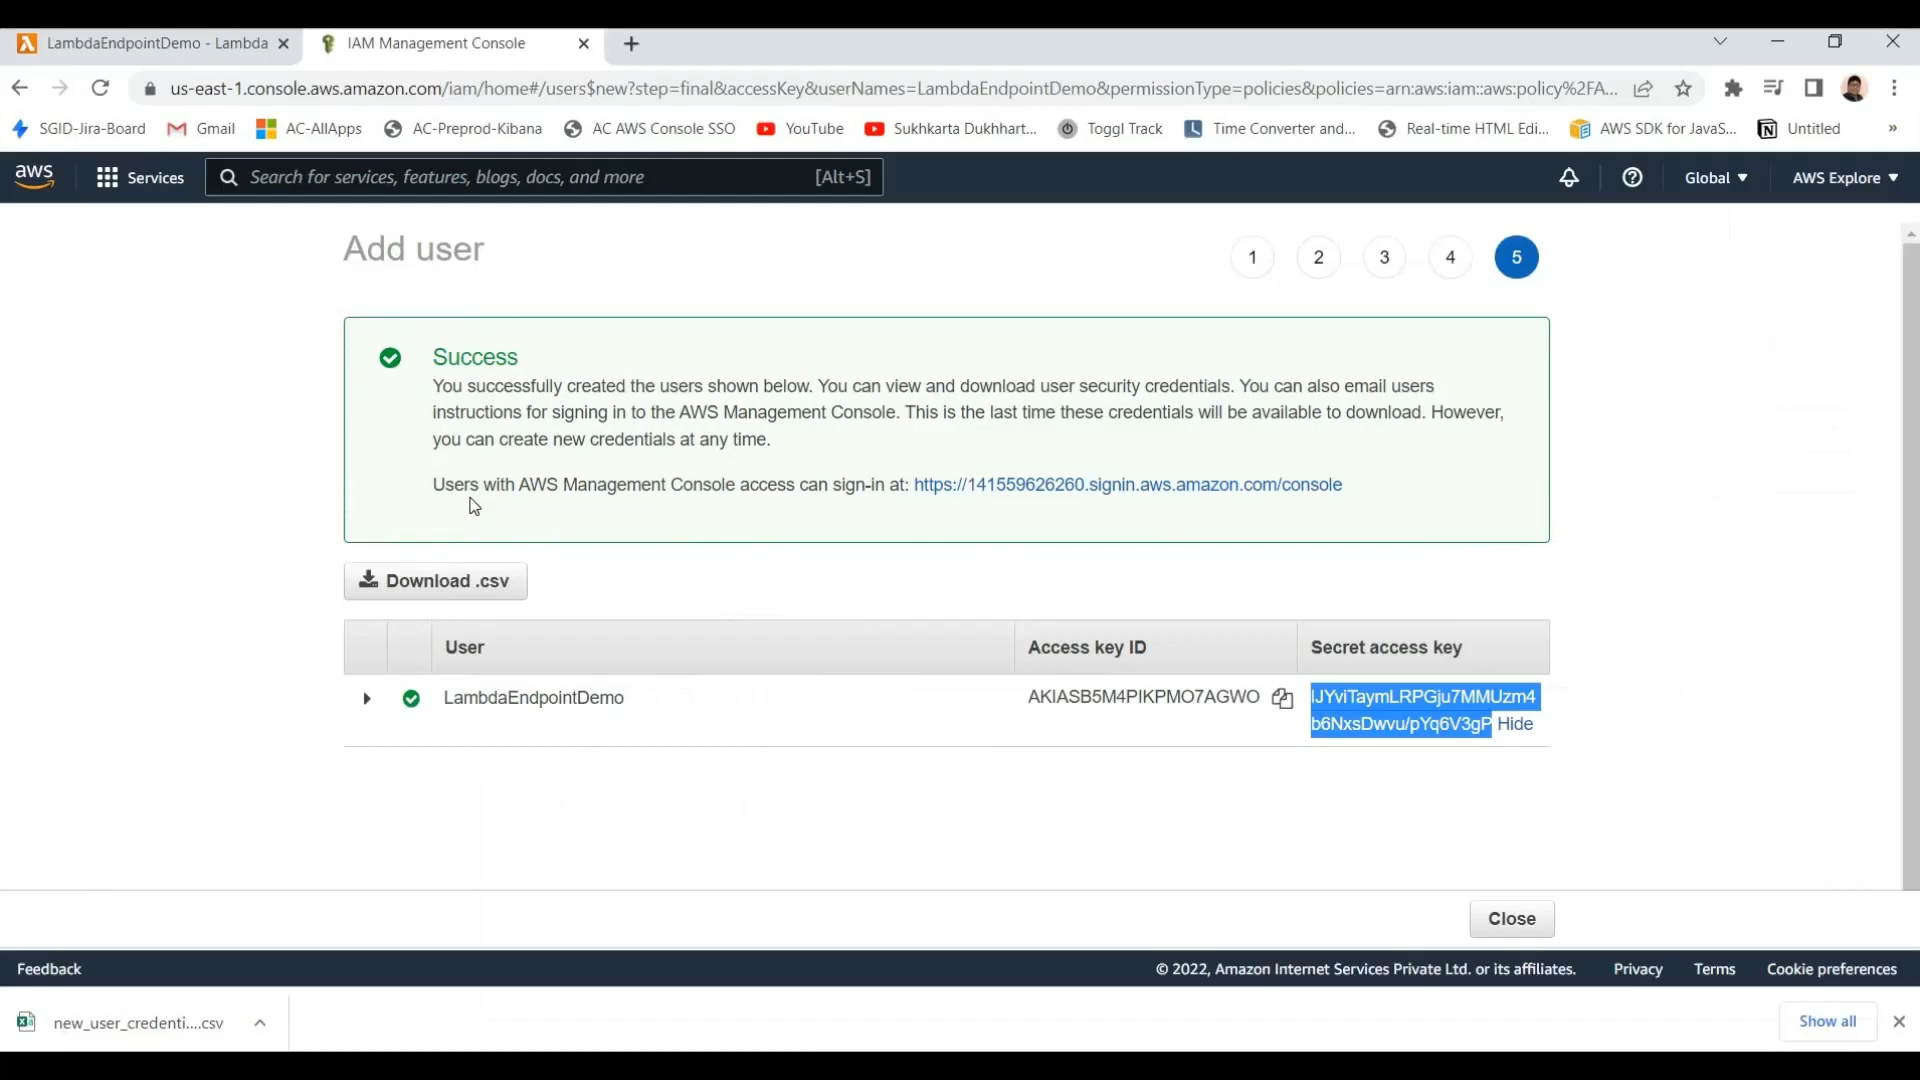 LambdaEndpointDemo - Lambda
IAM Management Console
us-east-1.console.aws.amazon.com/iam/home#/users$new?step=final&accessKey&userNames=LambdaEndpointDemo&permissionType=policies&policies=arn:aws:iam::aws:policy%2FA...
SGID-Jira-Board Gmail AC-AllApps AC-Preprod-Kibana AC AWS Console SSO YouTube Sukhkarta Dukhhart... Toggl Track Time Converter and... Real-time HTML Edi... AWS SDK for JavaS... Untitled »
aws Services Search for services, features, blogs, docs, and more [Alt+S] Global AWS Explore
Add user
1 2 3 4 5
Success
You successfully created the users shown below. You can view and download user security credentials. You can also email users
instructions for signing in to the AWS Management Console. This is the last time these credentials will be available to download. However,
you can create new credentials at any time.
Users with AWS Management Console access can sign-in at: https://141559626260.signin.aws.amazon.com/console
Download .csv
User Access key ID Secret access key
LambdaEndpointDemo AKIASB5M4PIKPMO7AGWO
b6NxsDwvu/pYq6V3gP Hide
Close
Feedback © 2022, Amazon Internet Services Private Ltd. or its affiliates. Privacy Terms Cookie preferences
new_user_credenti....csv Show all